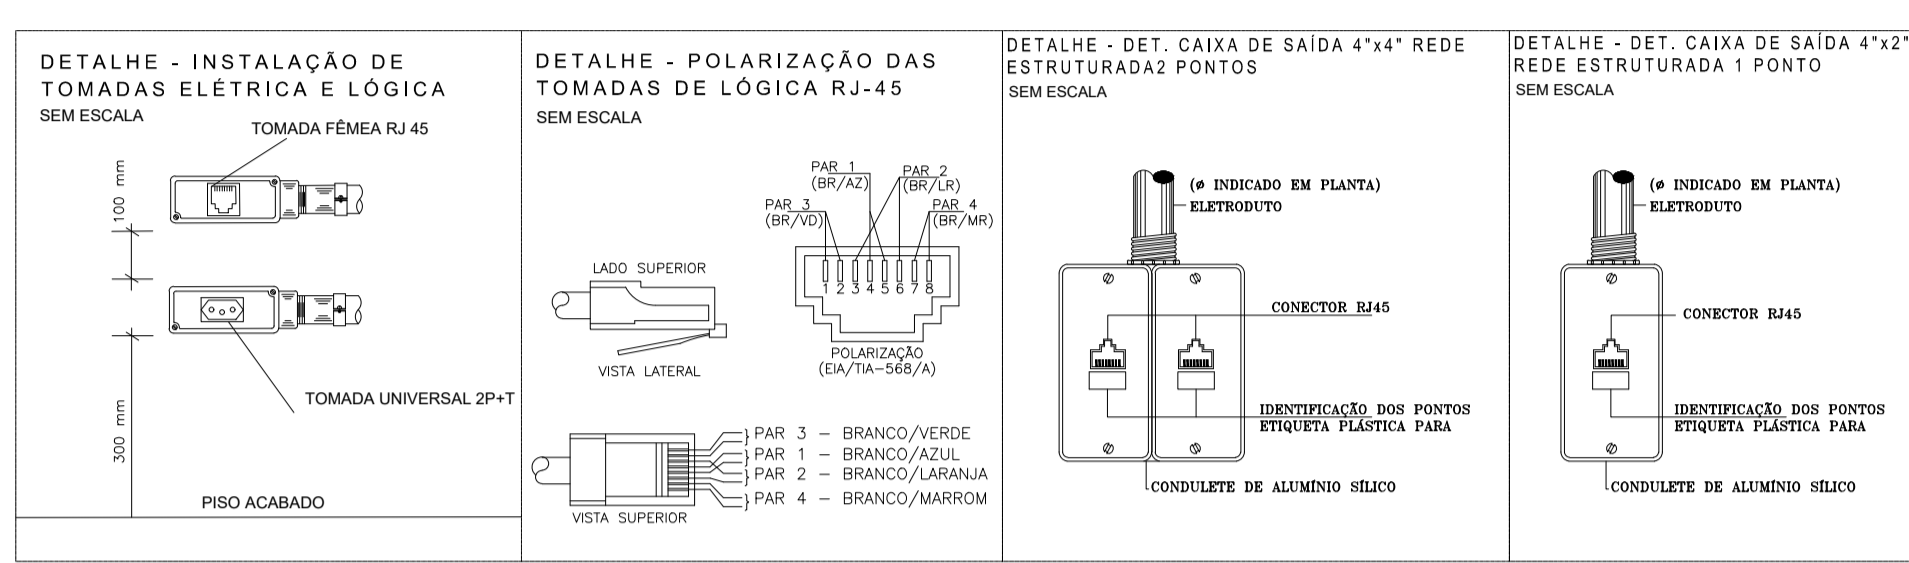 DETALHE - INSTALAÇÃO DE
TOMADAS ELÉTRICA E LÓGICA
SEM ESCALA
TOMADA FÊMEA RJ 45
100 mm
TOMADA UNIVERSAL 2P+T
300 mm
PISO ACABADO
DETALHE - POLARIZAÇÃO DAS
TOMADAS DE LÓGICA RJ-45
SEM ESCALA
PAR 1
(BR/AZ)
PAR 2
(BR/LR)
PAR 3
(BR/VD)
PAR 4
(BR/MR)
LADO SUPERIOR
1 2 3 4 5 6 7 8
VISTA LATERAL
POLARIZAÇÃO
(EIA/TIA-568/A)
PAR 3 - BRANCO/VERDE
PAR 1 - BRANCO/AZUL
PAR 2 - BRANCO/LARANJA
PAR 4 - BRANCO/MARROM
VISTA SUPERIOR
DETALHE - DET. CAIXA DE SAÍDA 4"x4" REDE
ESTRUTURADA2 PONTOS
SEM ESCALA
(ø INDICADO EM PLANTA)
ELETRODUTO
CONECTOR RJ45
IDENTIFICAÇÃO DOS PONTOS
ETIQUETA PLÁSTICA PARA
CONDULETE DE ALUMÍNIO SÍLICO
DETALHE - DET. CAIXA DE SAÍDA 4"x2"
REDE ESTRUTURADA 1 PONTO
SEM ESCALA
(ø INDICADO EM PLANTA)
ELETRODUTO
CONECTOR RJ45
IDENTIFICAÇÃO DOS PONTOS
ETIQUETA PLÁSTICA PARA
CONDULETE DE ALUMÍNIO SÍLICO